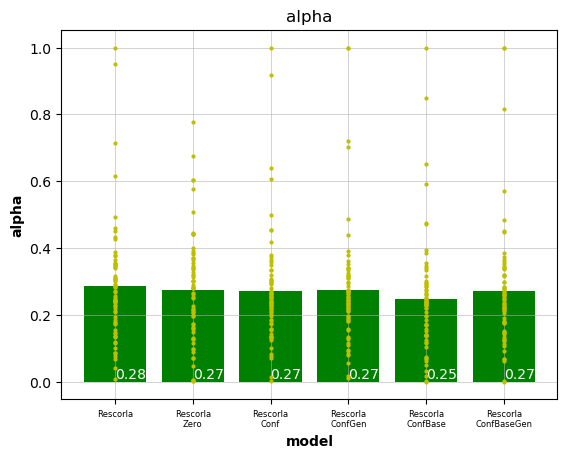 alpha
1.0
0.8
0.6
0.4
0.2
0.0
alpha
0.28
0.27
0.27
0.27
0.25
0.27
Rescorla
Rescorla
Zero
Rescorla
Conf
Rescorla
ConfGen
Rescorla
ConfBase
Rescorla
ConfBaseGen
model